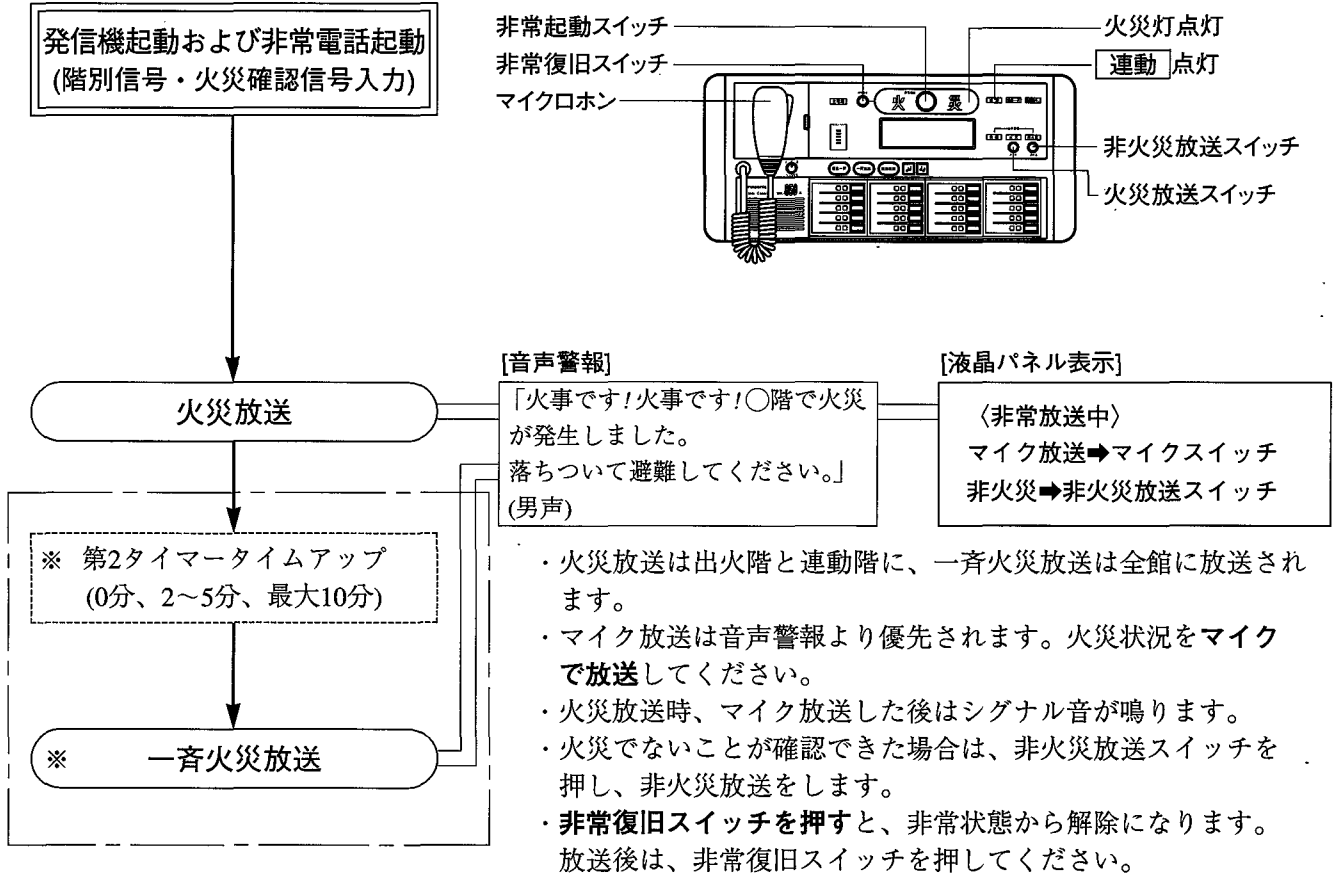 発信機起動および非常電話起動
(階別信号・火災確認信号入力)
非常起動スイッチ
非常復旧スイッチ
マイクロホン
火災灯点灯
連動 点灯
非火災放送スイッチ
火災放送スイッチ
火 災
火災放送
[音声警報]
「火事です!火事です!○階で火災
が発生しました。
落ちついて避難してください。」
(男声)
[液晶パネル表示]
〈非常放送中〉
マイク放送➡マイクスイッチ
非火災➡非火災放送スイッチ
※ 第2タイマータイムアップ
(0分、2～5分、最大10分)
※ 一斉火災放送
・火災放送は出火階と連動階に、一斉火災放送は全館に放送され
ます。
・マイク放送は音声警報より優先されます。火災状況をマイク
で放送してください。
・火災放送時、マイク放送した後はシグナル音が鳴ります。
・火災でないことが確認できた場合は、非火災放送スイッチを
押し、非火災放送をします。
・非常復旧スイッチを押すと、非常状態から解除になります。
放送後は、非常復旧スイッチを押してください。